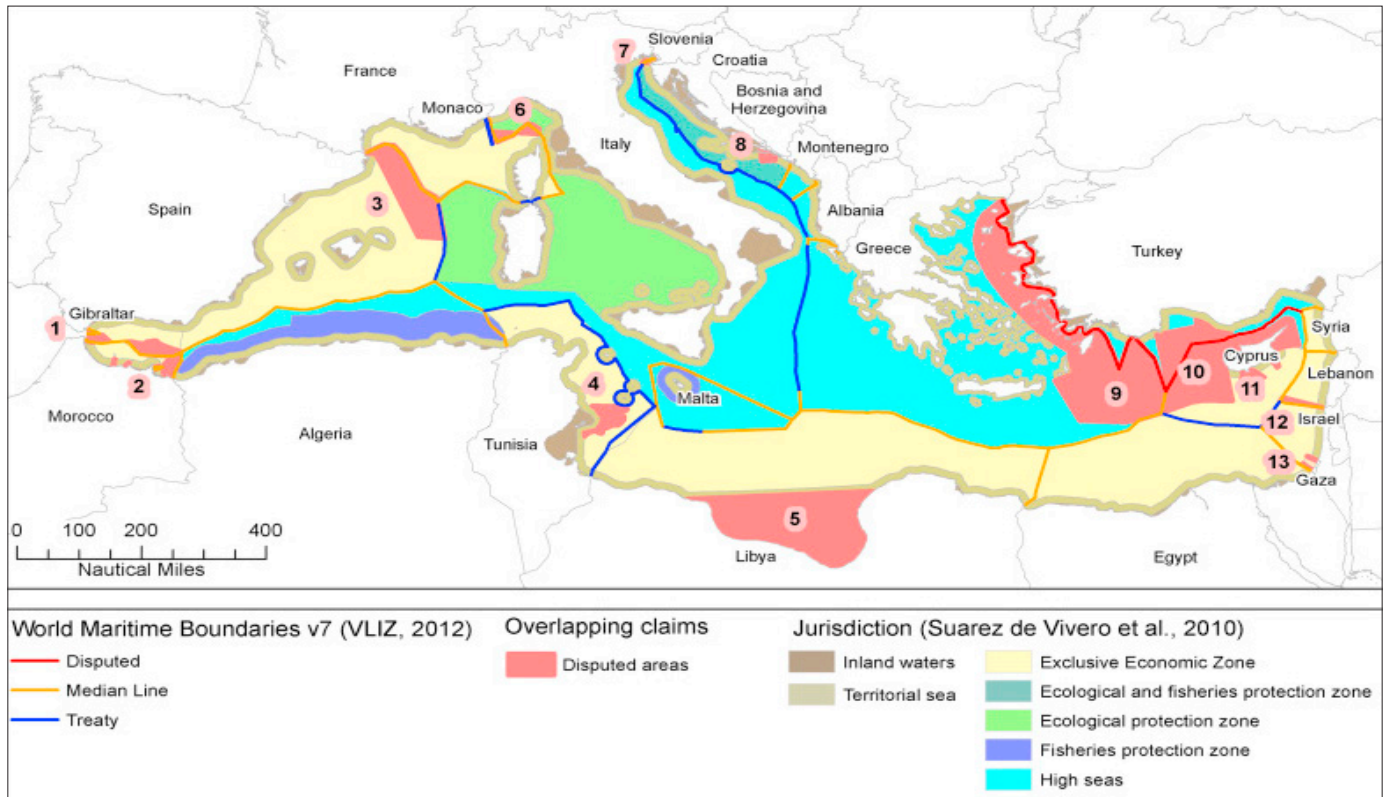 Slovenia
7
Croatia
France
Bosnia and
Herzegovina
Monaco
6
Italy
8
Montenegro
Spain
3
Albania
Greece
Turkey
Gibraltar
1
Syria
Cyprus
10
Lebanon
2
4
Malta
9
11
Morocco
Algeria
Tunisia
12
Israel
13
Gaza
5
Libya
Egypt
0 100 200 400
Nautical Miles
World Maritime Boundaries v7 (VLIZ, 2012)
Disputed
Median Line
Treaty
Overlapping claims
Disputed areas
Jurisdiction (Suarez de Vivero et al., 2010)
Inland waters
Territorial sea
Exclusive Economic Zone
Ecological and fisheries protection zone
Ecological protection zone
Fisheries protection zone
High seas